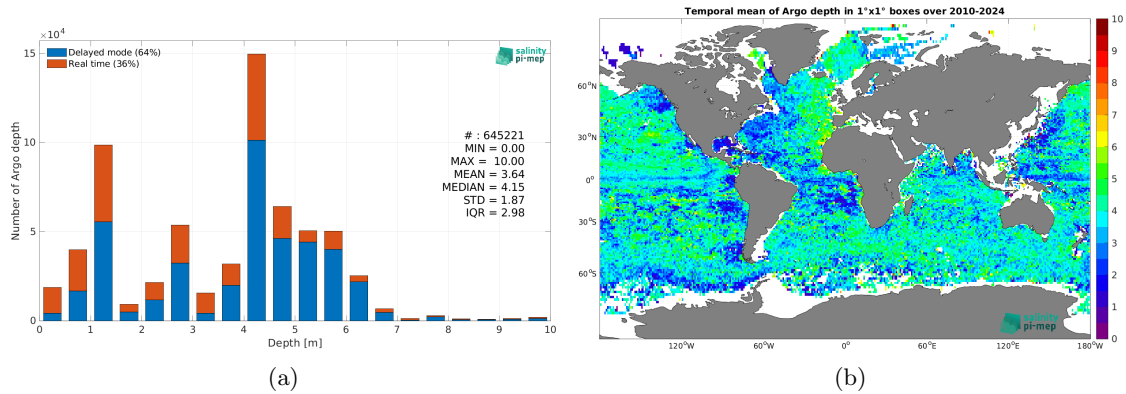 Temporal mean of Argo depth in 1°x1° boxes over 2010-2024
×10⁴
15
10
5
0
Number of Argo depth
Delayed mode (64%)
Real time (36%)
salinity
pi-mep
# : 645221
MIN = 0.00
MAX = 10.00
MEAN = 3.64
MEDIAN = 4.15
STD = 1.87
IQR = 2.98
0 1 2 3 4 5 6 7 8 9 10
Depth [m]
(a)
60°N
30°N
0°
30°S
60°S
120°W 60°W 0° 60°E 120°E 180°W
salinity
pi-mep
10
9
8
7
6
5
4
3
2
1
0
(b)